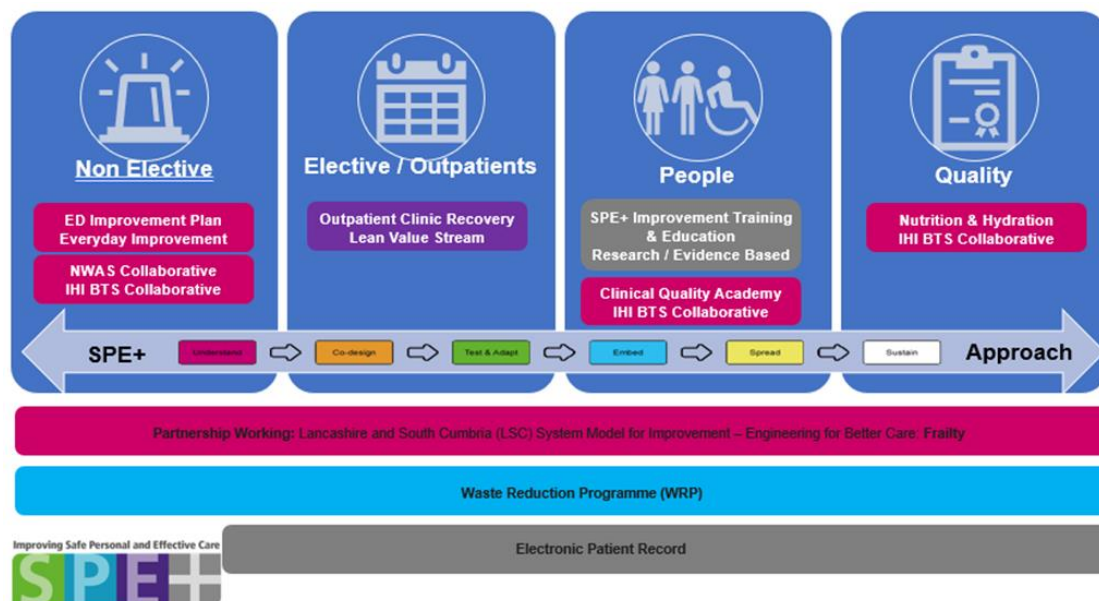 Non Elective
ED Improvement Plan
Everyday Improvement
NWAS Collaborative
IHI BTS Collaborative
Elective / Outpatients
Outpatient Clinic Recovery
Lean Value Stream
People
SPE+ Improvement Training
& Education
Research / Evidence Based
Clinical Quality Academy
IHI BTS Collaborative
Quality
Nutrition & Hydration
IHI BTS Collaborative
SPE+
Understand
Co-design
Test & Adapt
Embed
Spread
Sustain
Approach
Partnership Working: Lancashire and South Cumbria (LSC) System Model for Improvement – Engineering for Better Care: Frailty
Waste Reduction Programme (WRP)
Electronic Patient Record
Improving Safe Personal and Effective Care
SPE+